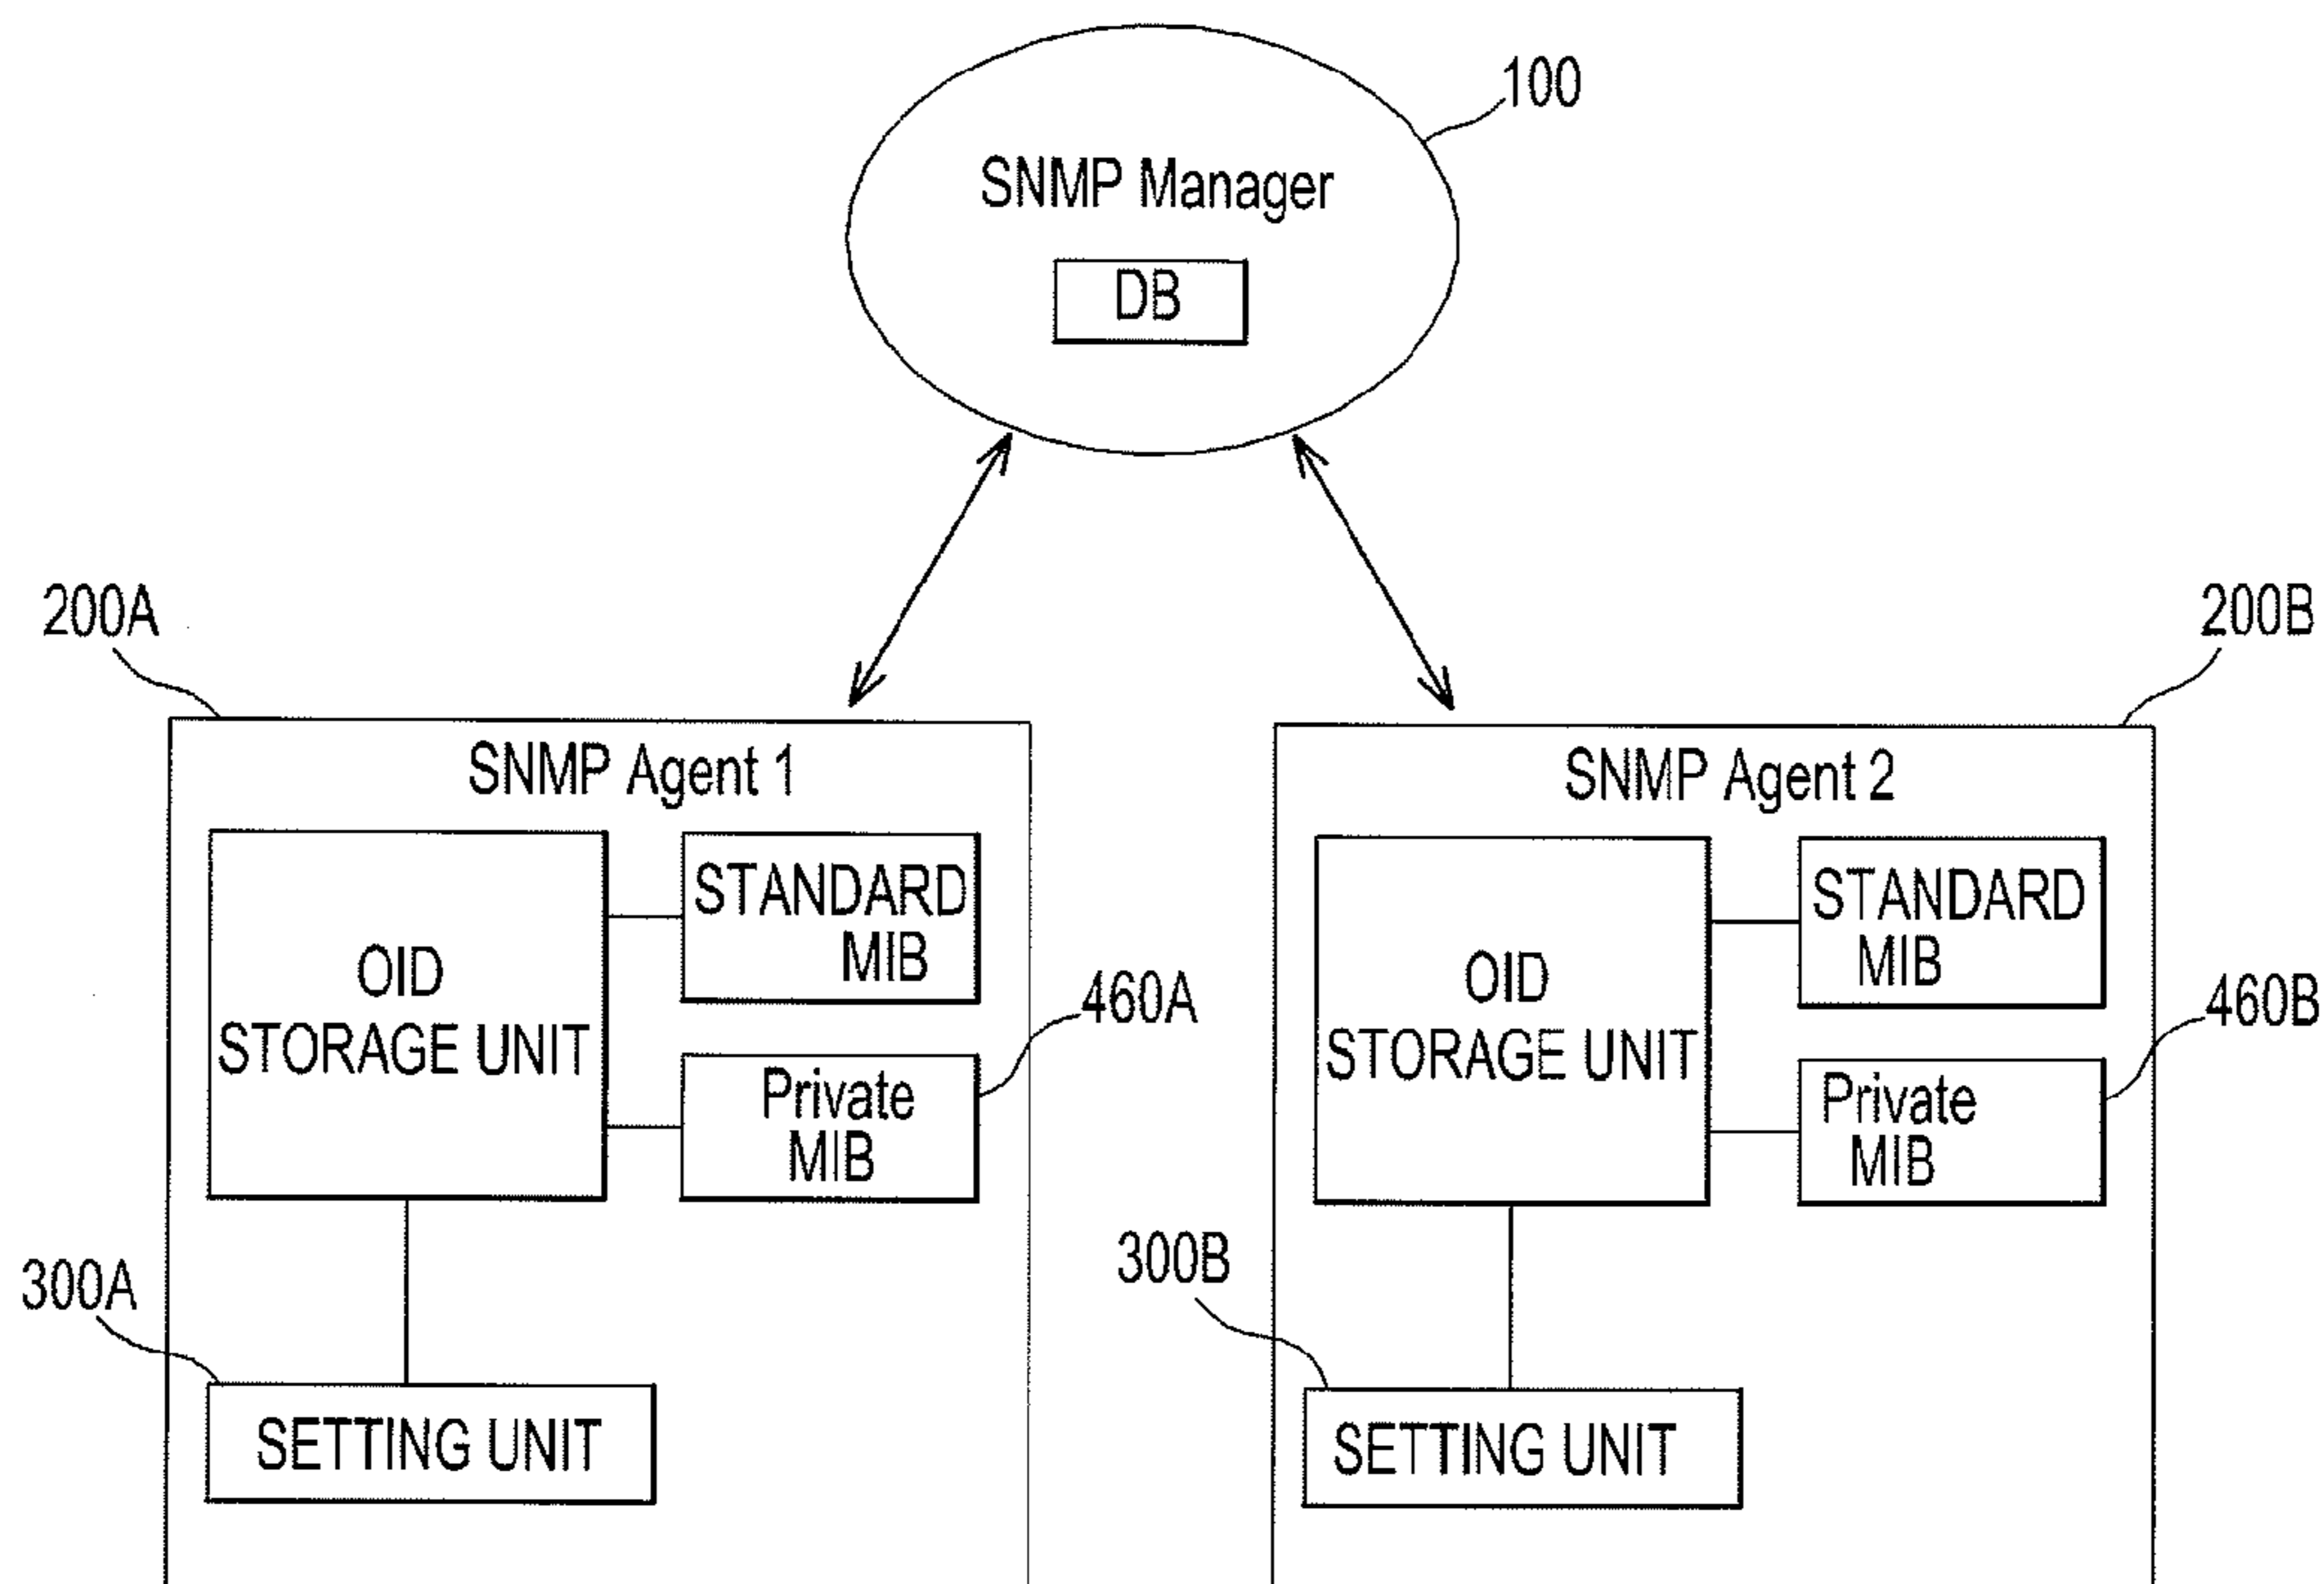 100
SNMP Manager
DB
200A
200B
SNMP Agent 1
SNMP Agent 2
OID
STORAGE UNIT
STANDARD
MIB
460A
Private
MIB
OID
STORAGE UNIT
STANDARD
MIB
460B
Private
MIB
300A
SETTING UNIT
300B
SETTING UNIT